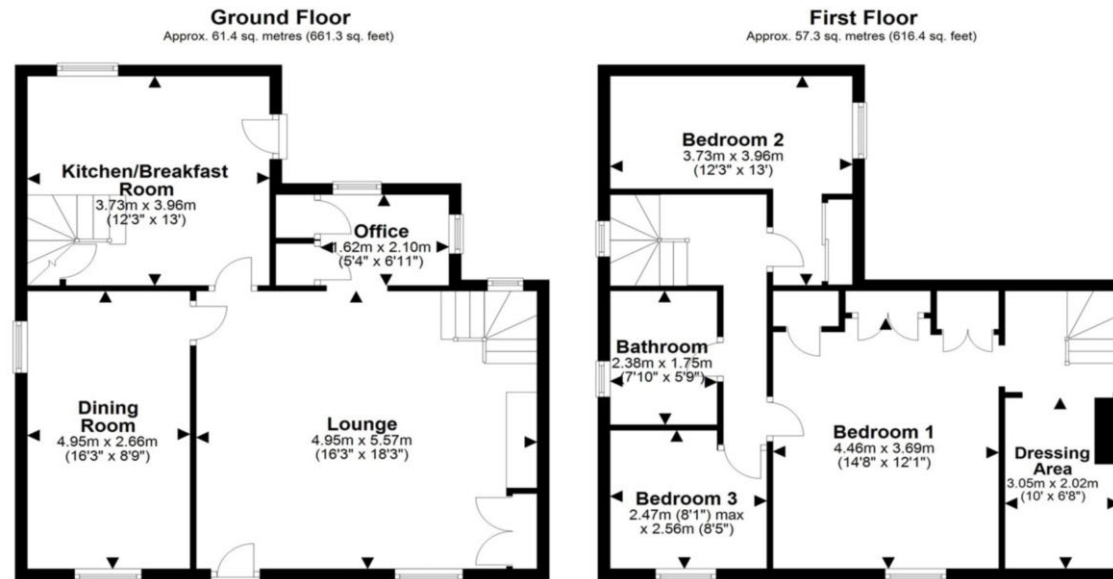 Ground Floor
Approx. 61.4 sq. metres (661.3 sq. feet)
Kitchen/Breakfast
Room
3.73m x 3.96m
(12'3" x 13')
Office
1.62m x 2.10m
(5'4" x 6'11")
Dining
Room
4.95m x 2.66m
(16'3" x 8'9")
Lounge
4.95m x 5.57m
(16'3" x 18'3")
First Floor
Approx. 57.3 sq. metres (616.4 sq. feet)
Bedroom 2
3.73m x 3.96m
(12'3" x 13')
Bathroom
2.38m x 1.75m
(7'10" x 5'9")
Bedroom 1
4.46m x 3.69m
(14'8" x 12'1")
Dressing
Area
3.05m x 2.02m
(10' x 6'8")
Bedroom 3
2.47m (8'1") max
x 2.56m (8'5")